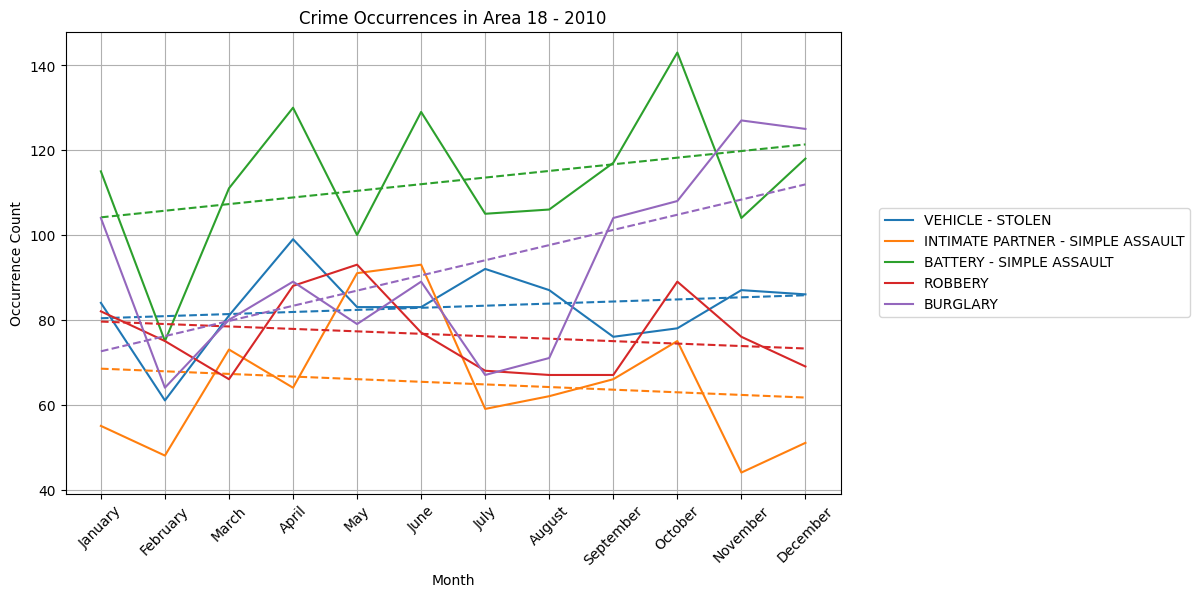 Crime Occurrences in Area 18 - 2010
Occurrence Count
140
120
100
80
60
40
January
February
March
April
May
June
July
August
September
October
November
December
Month
VEHICLE - STOLEN
INTIMATE PARTNER - SIMPLE ASSAULT
BATTERY - SIMPLE ASSAULT
ROBBERY
BURGLARY